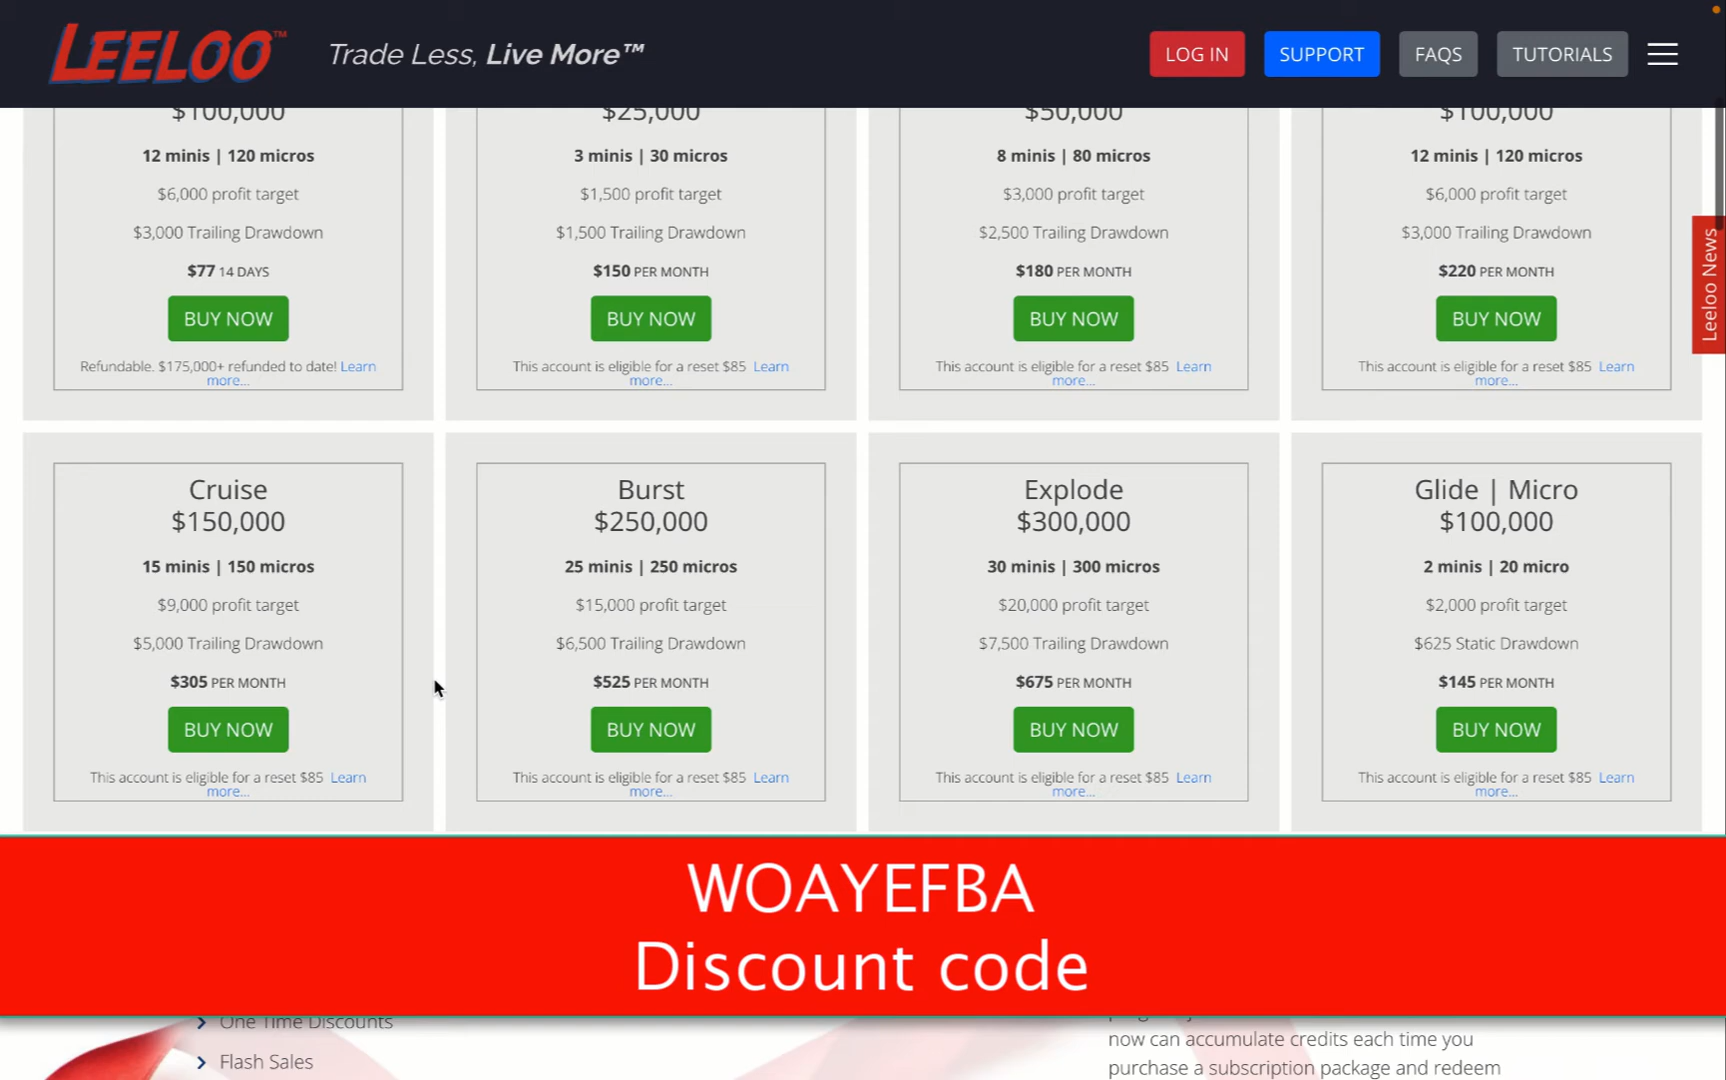 LEELOO™
Trade Less, Live More™
LOG IN
SUPPORT
FAQS
TUTORIALS
$100,000
12 minis | 120 micros
$6,000 profit target
$3,000 Trailing Drawdown
$77 14 DAYS
BUY NOW
Refundable. $175,000+ refunded to date! Learn
more...
$25,000
3 minis | 30 micros
$1,500 profit target
$1,500 Trailing Drawdown
$150 PER MONTH
BUY NOW
This account is eligible for a reset $85 Learn
more...
$50,000
8 minis | 80 micros
$3,000 profit target
$2,500 Trailing Drawdown
$180 PER MONTH
BUY NOW
This account is eligible for a reset $85 Learn
more...
$100,000
12 minis | 120 micros
$6,000 profit target
$3,000 Trailing Drawdown
$220 PER MONTH
BUY NOW
This account is eligible for a reset $85 Learn
more...
Leeloo News
Cruise
$150,000
15 minis | 150 micros
$9,000 profit target
$5,000 Trailing Drawdown
$305 PER MONTH
BUY NOW
This account is eligible for a reset $85 Learn
more...
Burst
$250,000
25 minis | 250 micros
$15,000 profit target
$6,500 Trailing Drawdown
$525 PER MONTH
BUY NOW
This account is eligible for a reset $85 Learn
more...
Explode
$300,000
30 minis | 300 micros
$20,000 profit target
$7,500 Trailing Drawdown
$675 PER MONTH
BUY NOW
This account is eligible for a reset $85 Learn
more...
Glide | Micro
$100,000
2 minis | 20 micro
$2,000 profit target
$625 Static Drawdown
$145 PER MONTH
BUY NOW
This account is eligible for a reset $85 Learn
more...
WOAYEFBA
Discount code
One Time Discounts
Flash Sales
now can accumulate credits each time you
purchase a subscription package and redeem